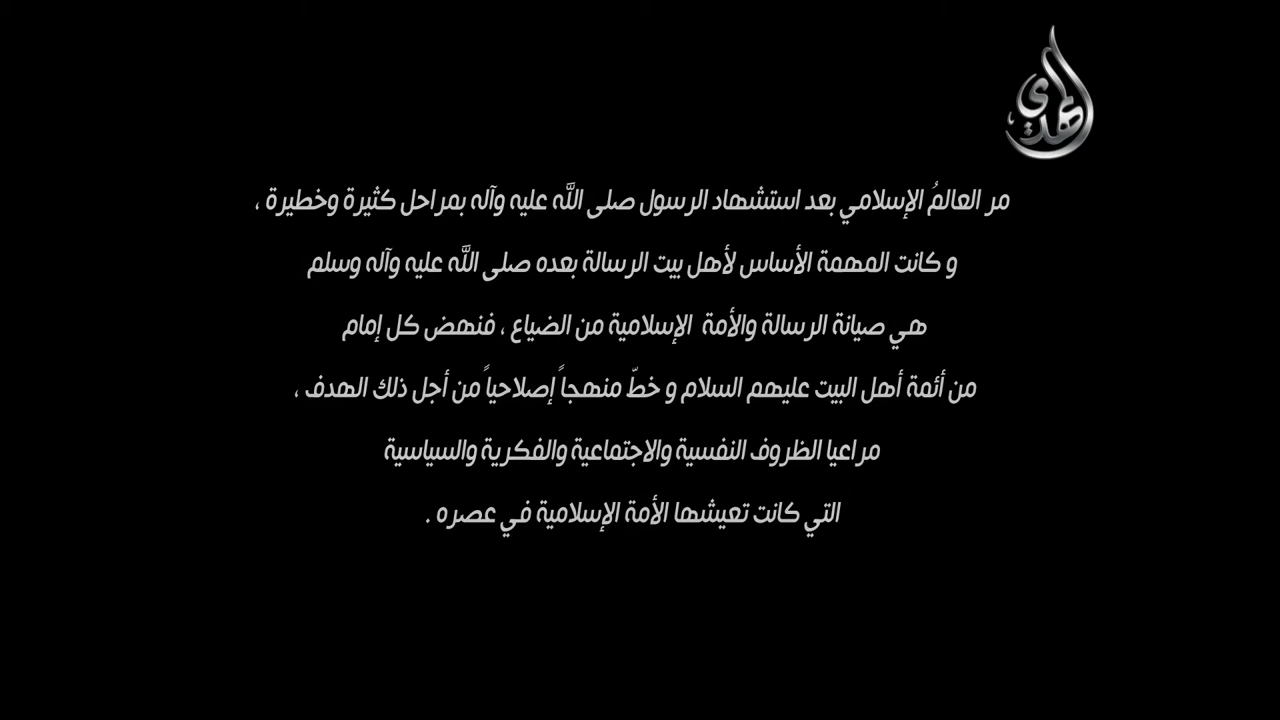 المهدي
مر العالمُ الإسلامي بعد استشهاد الرسول صلى اللَّه عليه وآله بمراحل كثيرة وخطيرة ،
و كانت المهمة الأساس لأهل بيت الرسالة بعده صلى اللَّه عليه وآله وسلم
هي صيانة الرسالة والأمة الإسلامية من الضياع ، فنهض كل إمام
من أئمة أهل البيت عليهم السلام و خطّ منهجاً إصلاحياً من أجل ذلك الهدف ،
مراعيا الظروف النفسية والاجتماعية والفكرية والسياسية
التي كانت تعيشها الأمة الإسلامية في عصره .